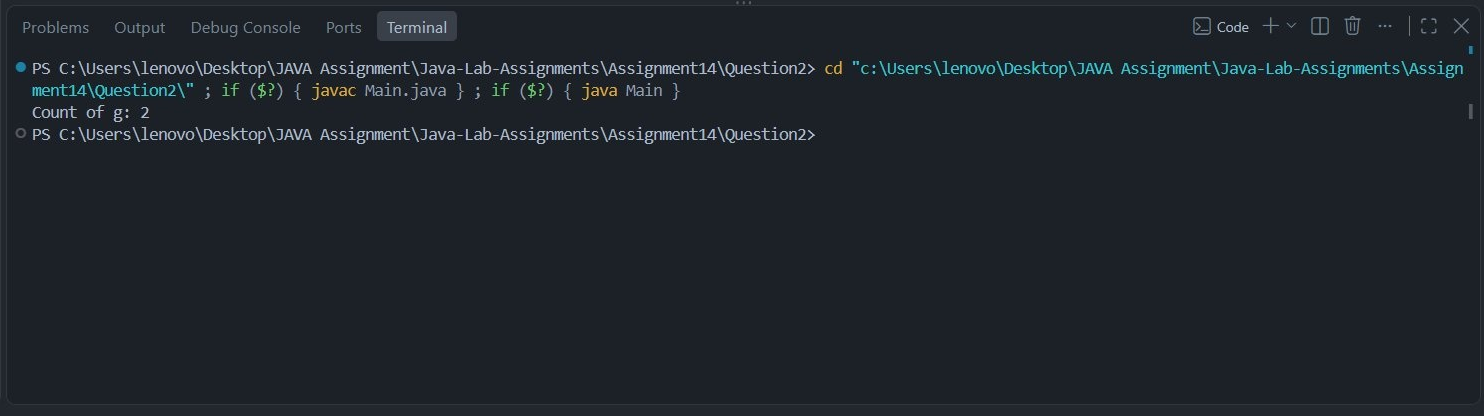 Problems Output Debug Console Ports Terminal Code
PS C:\Users\lenovo\Desktop\JAVA Assignment\Java-Lab-Assignments\Assignment14\Question2> cd "c:\Users\lenovo\Desktop\JAVA Assignment\Java-Lab-Assignments\Assign
ment14\Question2\" ; if ($?) { javac Main.java } ; if ($?) { java Main }
Count of g: 2
PS C:\Users\lenovo\Desktop\JAVA Assignment\Java-Lab-Assignments\Assignment14\Question2>